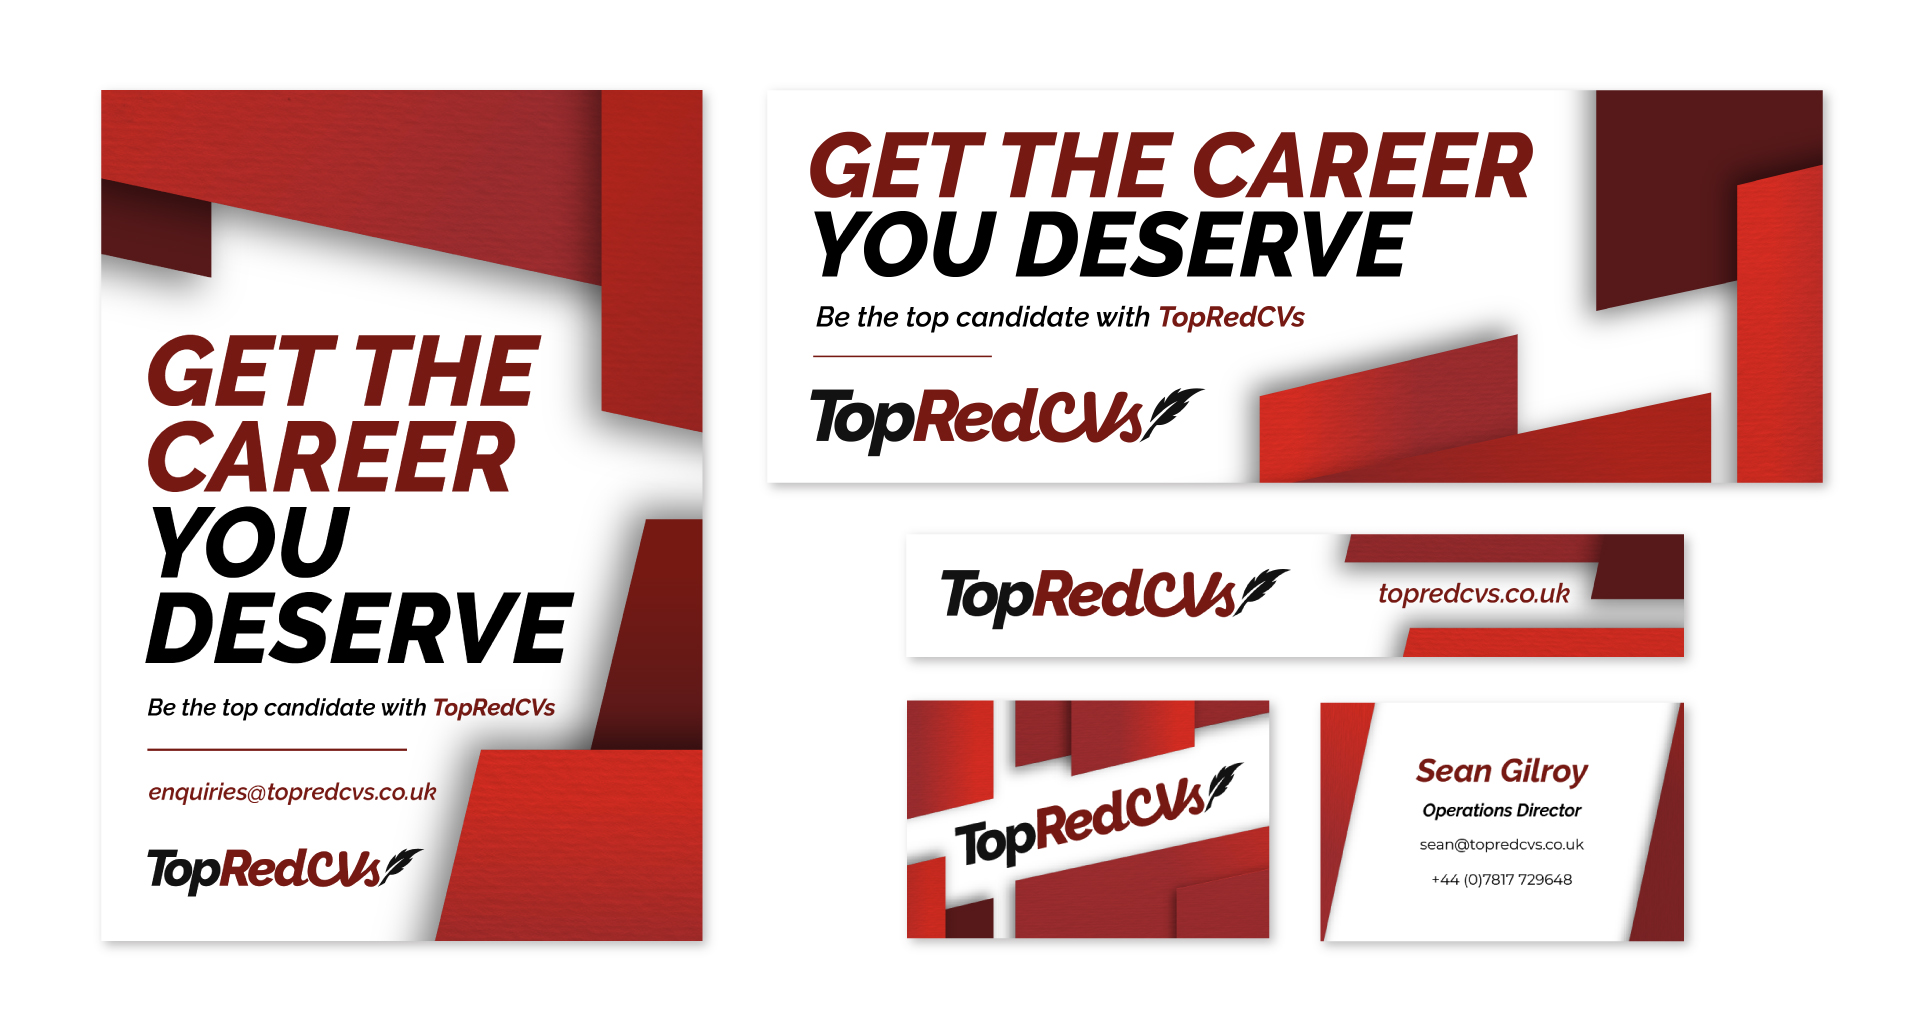 GET THE
CAREER
YOU
DESERVE
Be the top candidate with TopRedCVs
enquiries@topredcvs.co.uk
TopRedCVs
GET THE CAREER
YOU DESERVE
Be the top candidate with TopRedCVs
TopRedCVs
TopRedCVs
topredcvs.co.uk
TopRedCVs
Sean Gilroy
Operations Director
sean@topredcvs.co.uk
+44 (0)7817 729648